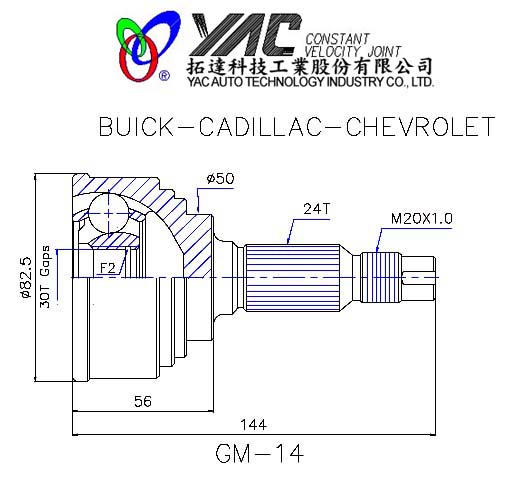 YAC CONSTANT
VELOCITY JOINT
®
拓達科技工業股份有限公司
YAC AUTO TECHNOLOGY INDUSTRY CO., LTD.
BUICK-CADILLAC-CHEVROLET
ø50
24T
M20X1.0
F2
ø82.5
30T Gaps
56
144
GM-14